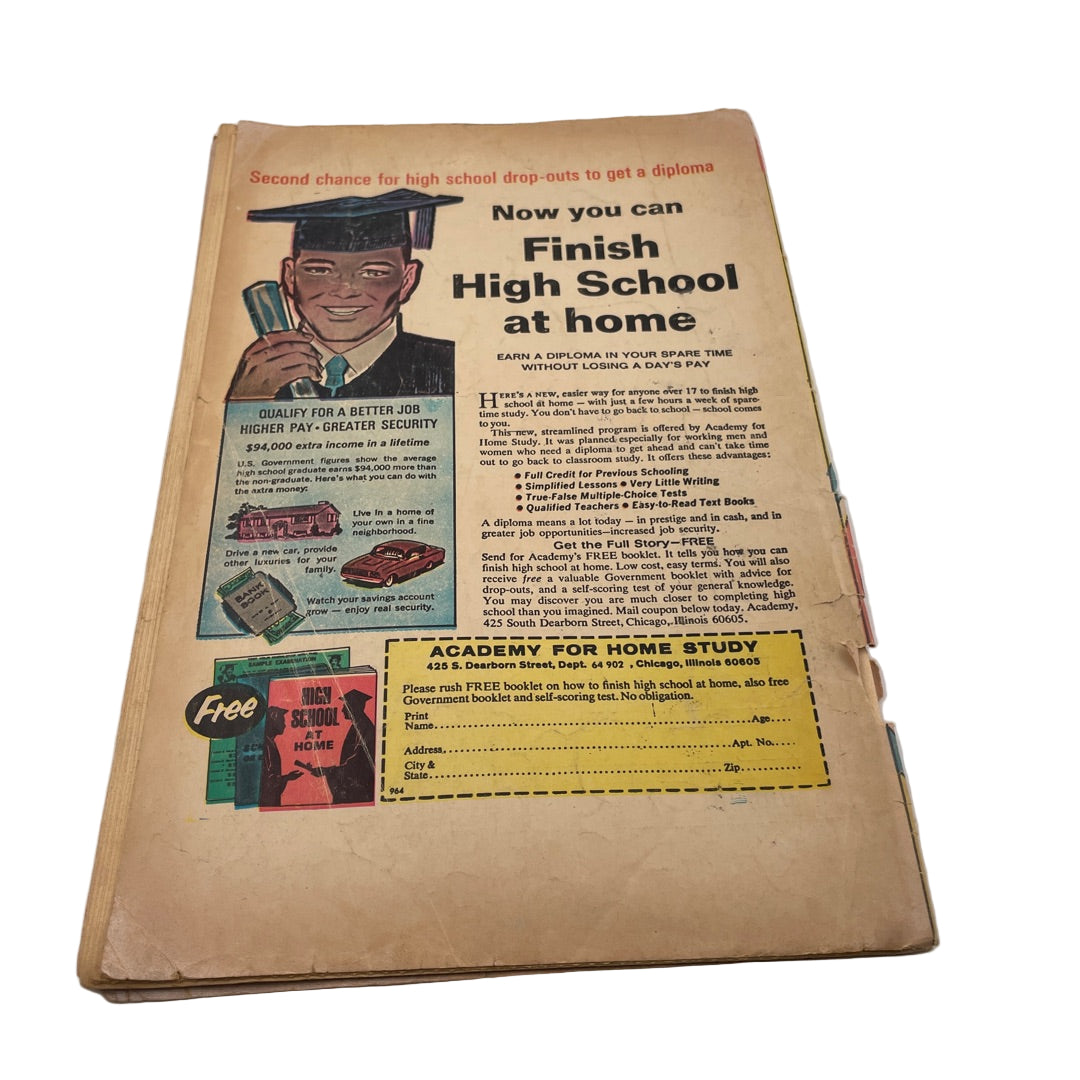 Second chance for high school drop-outs to get a diploma
Now you can
Finish
High School
at home
EARN A DIPLOMA IN YOUR SPARE TIME
WITHOUT LOSING A DAY'S PAY
HERE'S A NEW, easier way for anyone over 17 to finish high
school at home — with just a few hours a week of spare-
time study. You don't have to go back to school — school comes
to you.
This new, streamlined program is offered by Academy for
Home Study. It was planned especially for working men and
women who need a diploma to get ahead and can't take time
out to go back to classroom study. It offers these advantages:
• Full Credit for Previous Schooling
• Simplified Lessons • Very Little Writing
• True-False Multiple-Choice Tests
• Qualified Teachers • Easy-to-Read Text Books
A diploma means a lot today — in prestige and in cash, and in
greater job opportunities—increased job security.
Get the Full Story—FREE
Send for Academy's FREE booklet. It tells you how you can
finish high school at home. Low cost, easy terms. You will also
receive free a valuable Government booklet with advice for
drop-outs, and a self-scoring test of your general knowledge.
You may discover you are much closer to completing high
school than you imagined. Mail coupon below today. Academy,
425 South Dearborn Street, Chicago, Illinois 60605.
QUALIFY FOR A BETTER JOB
HIGHER PAY • GREATER SECURITY
$94,000 extra income in a lifetime
U.S. Government figures show the average
high school graduate earns $94,000 more than
the non-graduate. Here's what you can do with
the extra money:
Live in a home of
your own in a fine
neighborhood.
Drive a new car, provide
other luxuries for your
family.
BANK
BOOK
Watch your savings account
grow — enjoy real security.
SAMPLE EXAMINATION
Free
HIGH
SCHOOL
AT
HOME
ACADEMY FOR HOME STUDY
425 S. Dearborn Street, Dept. 64 902 , Chicago, Illinois 60605
Please rush FREE booklet on how to finish high school at home, also free
Government booklet and self-scoring test. No obligation.
Print
Name..........Age....
Address..........Apt. No.....
City &
State..........Zip..........
964